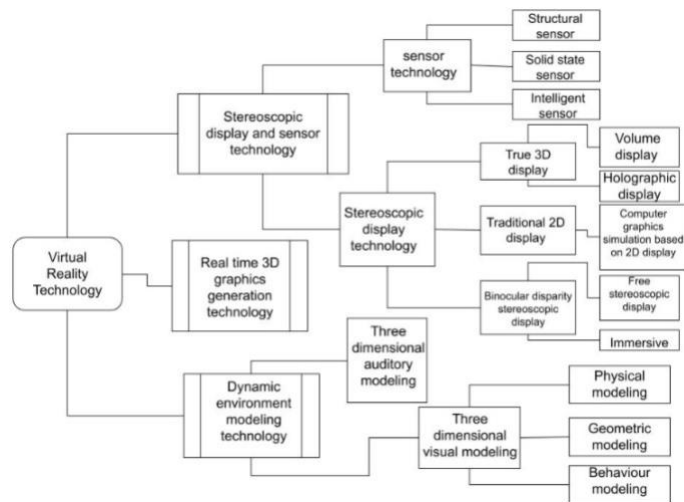 Structural
sensor
sensor
technology
Solid state
sensor
Intelligent
sensor
Stereoscopic
display and sensor
technology
True 3D
display
Volume
display
Holographic
display
Stereoscopic
display
technology
Traditional 2D
display
Computer
graphics
simulation based
on 2D display
Virtual
Reality
Technology
Real time 3D
graphics
generation technology
Binocular disparity
stereoscopic
display
Free
stereoscopic
display
Immersive
Three
dimensional
auditory
modeling
Dynamic
environment
modeling
technology
Three
dimensional
visual modeling
Physical
modeling
Geometric
modeling
Behaviour
modeling